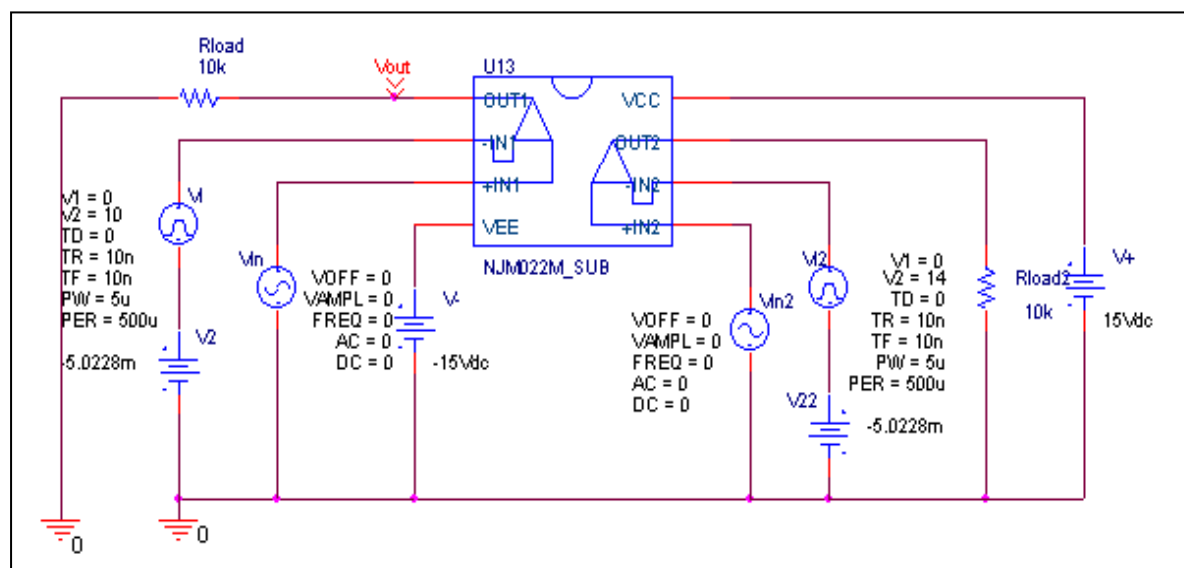 Rload
10k
Vout
U13
OUT1
VCC
-IN1
OUT2
+IN1
-IN2
VEE
+IN2
NJM022M_SUB
V1 = 0
V2 = 10
TD = 0
TR = 10n
TF = 10n
PW = 5u
PER = 500u
VI
V2
-5.0228m
Vin
VOFF = 0
VAMPL = 0
FREQ = 0
AC = 0
DC = 0
V-
-15Vdc
VOFF = 0
VAMPL = 0
FREQ = 0
AC = 0
DC = 0
Vin2
VI2
V1 = 0
V2 = 14
TD = 0
TR = 10n
TF = 10n
PW = 5u
PER = 500u
V22
-5.0228m
Rload2
10k
V+
15Vdc
0
0